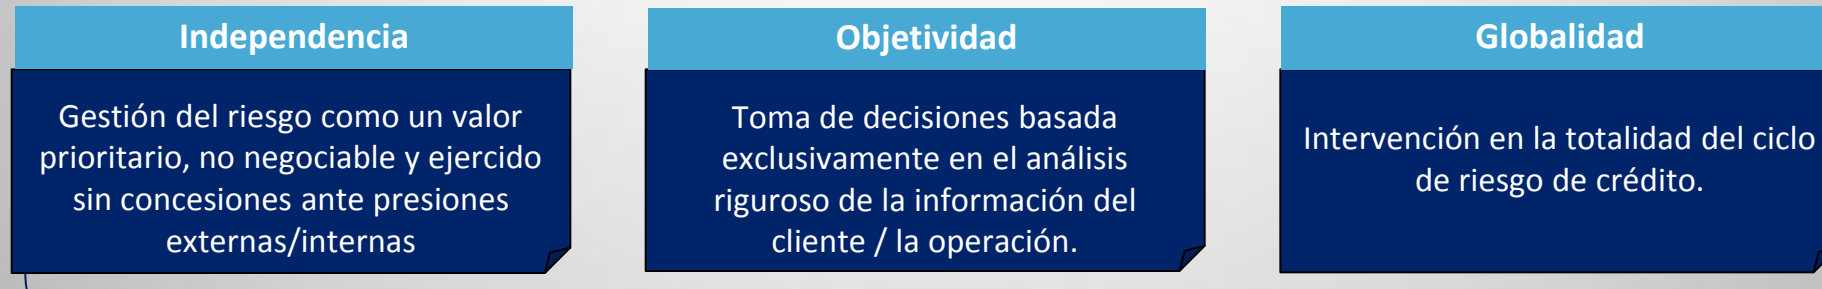 Independencia
Gestión del riesgo como un valor
prioritario, no negociable y ejercido
sin concesiones ante presiones
externas/internas
Objetividad
Toma de decisiones basada
exclusivamente en el análisis
riguroso de la información del
cliente / la operación.
Globalidad
Intervención en la totalidad del ciclo
de riesgo de crédito.